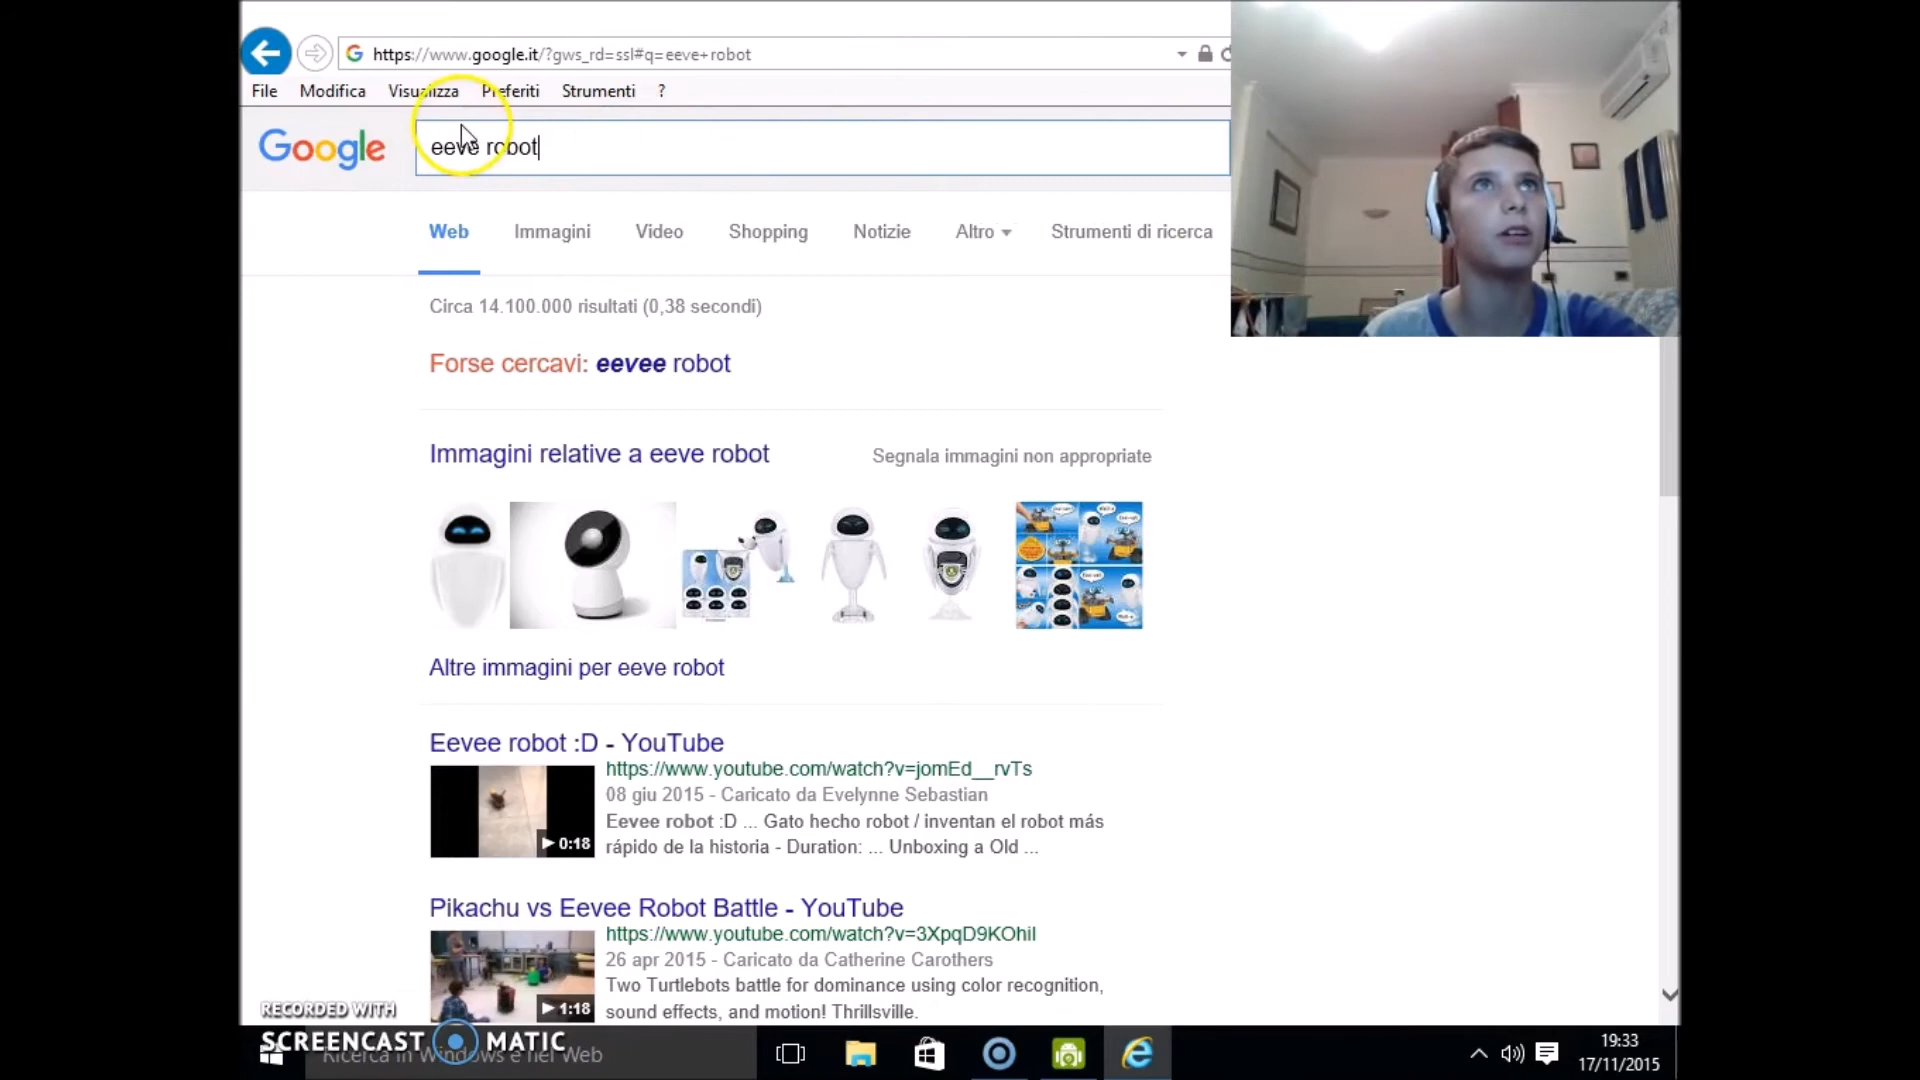 https://www.google.it/?gws_rd=ssl#q=eeve+robot
File Modifica Visualizza Preferiti Strumenti ?
Google eeve robot
Web Immagini Video Shopping Notizie Altro Strumenti di ricerca
Circa 14.100.000 risultati (0,38 secondi)
Forse cercavi: eevee robot
Immagini relative a eeve robot Segnala immagini non appropriate
Altre immagini per eeve robot
Eevee robot :D - YouTube
https://www.youtube.com/watch?v=jomEd__rvTs
08 giu 2015 - Caricato da Evelynne Sebastian
Eevee robot :D ... Gato hecho robot / inventan el robot más
rápido de la historia - Duration: ... Unboxing a Old ...
0:18
Pikachu vs Eevee Robot Battle - YouTube
https://www.youtube.com/watch?v=3XpqD9KOhiI
26 apr 2015 - Caricato da Catherine Carothers
Two Turtlebots battle for dominance using color recognition,
sound effects, and motion! Thrillsville.
1:18
RECORDED WITH
SCREENCAST MATIC
Ricerca in Windows e nel Web
19:33
17/11/2015